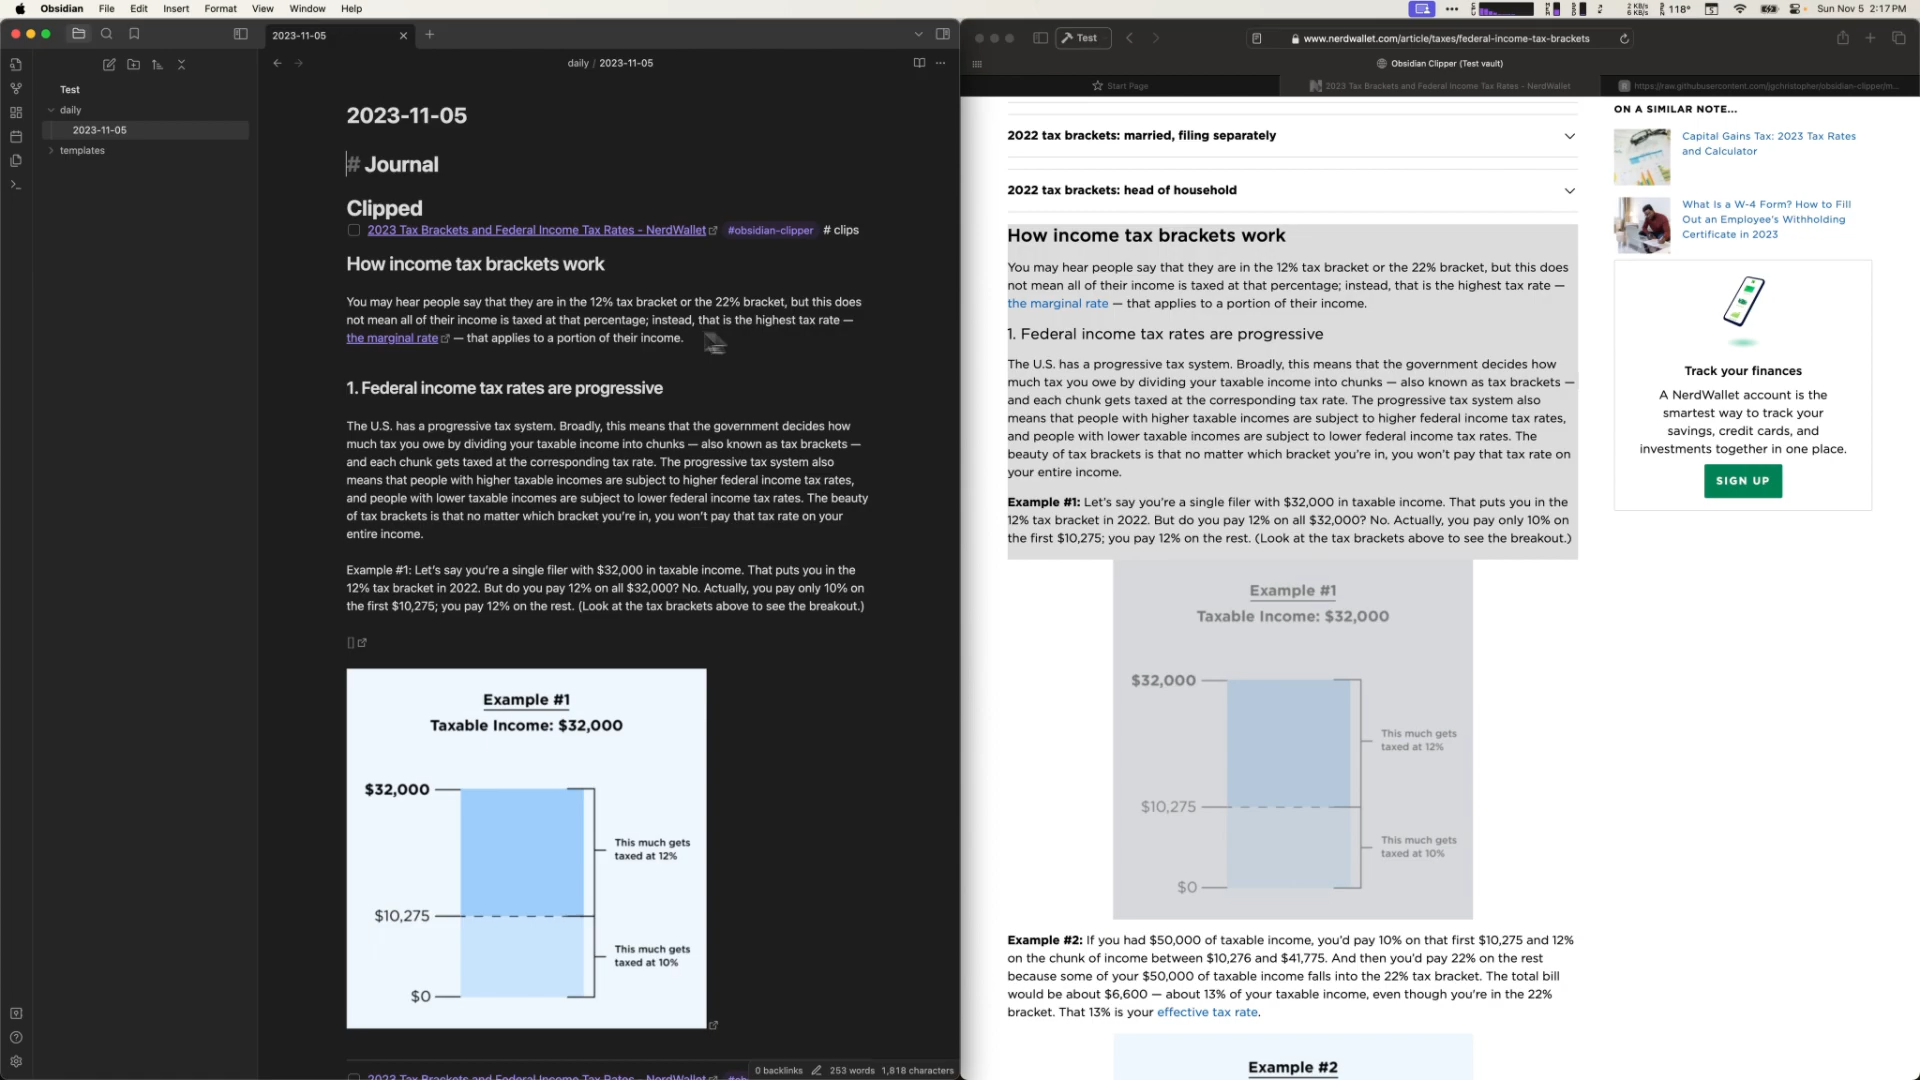 Obsidian File Edit Insert Format View Window Help
2 KB/s
6 KB/s
118°
Sun Nov 5 2:17 PM
2023-11-05
daily / 2023-11-05
Test
daily
2023-11-05
templates
2023-11-05
# Journal
Clipped
2023 Tax Brackets and Federal Income Tax Rates - NerdWallet #obsidian-clipper # clips
How income tax brackets work
You may hear people say that they are in the 12% tax bracket or the 22% bracket, but this does
not mean all of their income is taxed at that percentage; instead, that is the highest tax rate —
the marginal rate — that applies to a portion of their income.
1. Federal income tax rates are progressive
The U.S. has a progressive tax system. Broadly, this means that the government decides how
much tax you owe by dividing your taxable income into chunks — also known as tax brackets —
and each chunk gets taxed at the corresponding tax rate. The progressive tax system also
means that people with higher taxable incomes are subject to higher federal income tax rates,
and people with lower taxable incomes are subject to lower federal income tax rates. The beauty
of tax brackets is that no matter which bracket you're in, you won't pay that tax rate on your
entire income.
Example #1: Let's say you're a single filer with $32,000 in taxable income. That puts you in the
12% tax bracket in 2022. But do you pay 12% on all $32,000? No. Actually, you pay only 10% on
the first $10,275; you pay 12% on the rest. (Look at the tax brackets above to see the breakout.)
[]
Example #1
Taxable Income: $32,000
$32,000
This much gets
taxed at 12%
$10,275
This much gets
taxed at 10%
$0
2023 Tax Brackets and Federal Income Tax Rates - NerdWallet
0 backlinks 253 words 1,818 characters
Test
www.nerdwallet.com/article/taxes/federal-income-tax-brackets
Obsidian Clipper (Test vault)
Start Page
2023 Tax Brackets and Federal Income Tax Rates - NerdWallet
https://raw.githubusercontent.com/jgchristopher/obsidian-clipper/m...
2022 tax brackets: married, filing separately
2022 tax brackets: head of household
How income tax brackets work
You may hear people say that they are in the 12% tax bracket or the 22% bracket, but this does
not mean all of their income is taxed at that percentage; instead, that is the highest tax rate —
the marginal rate — that applies to a portion of their income.
1. Federal income tax rates are progressive
The U.S. has a progressive tax system. Broadly, this means that the government decides how
much tax you owe by dividing your taxable income into chunks — also known as tax brackets —
and each chunk gets taxed at the corresponding tax rate. The progressive tax system also
means that people with higher taxable incomes are subject to higher federal income tax rates,
and people with lower taxable incomes are subject to lower federal income tax rates. The
beauty of tax brackets is that no matter which bracket you're in, you won't pay that tax rate on
your entire income.
Example #1: Let's say you're a single filer with $32,000 in taxable income. That puts you in the
12% tax bracket in 2022. But do you pay 12% on all $32,000? No. Actually, you pay only 10% on
the first $10,275; you pay 12% on the rest. (Look at the tax brackets above to see the breakout.)
Example #1
Taxable Income: $32,000
$32,000
This much gets
taxed at 12%
$10,275
This much gets
taxed at 10%
$0
Example #2: If you had $50,000 of taxable income, you'd pay 10% on that first $10,275 and 12%
on the chunk of income between $10,276 and $41,775. And then you'd pay 22% on the rest
because some of your $50,000 of taxable income falls into the 22% tax bracket. The total bill
would be about $6,600 — about 13% of your taxable income, even though you're in the 22%
bracket. That 13% is your effective tax rate.
Example #2
ON A SIMILAR NOTE...
Capital Gains Tax: 2023 Tax Rates
and Calculator
What Is a W-4 Form? How to Fill
Out an Employee's Withholding
Certificate in 2023
Track your finances
A NerdWallet account is the
smartest way to track your
savings, credit cards, and
investments together in one place.
SIGN UP